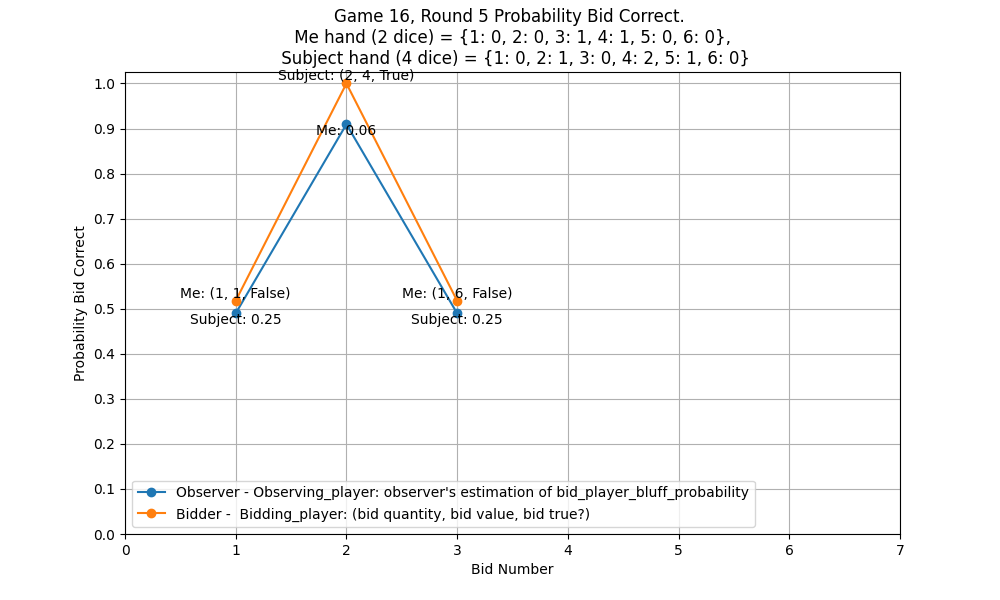 Game 16, Round 5 Probability Bid Correct.
Me hand (2 dice) = {1: 0, 2: 0, 3: 1, 4: 1, 5: 0, 6: 0},
Subject hand (4 dice) = {1: 0, 2: 1, 3: 0, 4: 2, 5: 1, 6: 0}
Subject: (2, 4, True)
Me: 0.06
Me: (1, 1, False)
Me: (1, 6, False)
Subject: 0.25
Subject: 0.25
Probability Bid Correct
1.0
0.9
0.8
0.7
0.6
0.5
0.4
0.3
0.2
0.1
0.0
Observer - Observing_player: observer's estimation of bid_player_bluff_probability
Bidder -  Bidding_player: (bid quantity, bid value, bid true?)
0 1 2 3 4 5 6 7
Bid Number